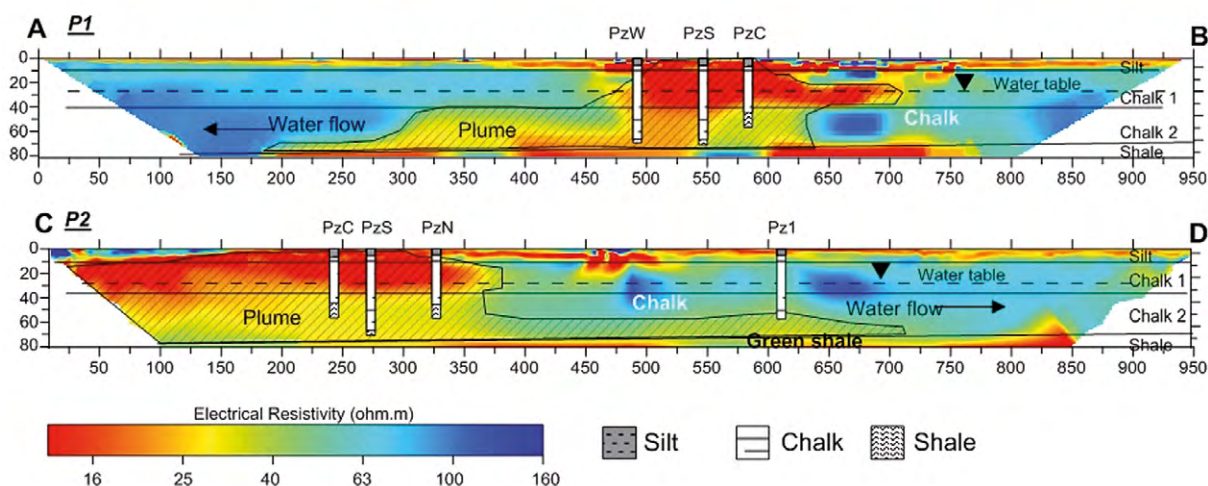 A P1 B
PzW PzS PzC
0
20
40
60
80
Silt
Water table
Chalk 1
Chalk
Water flow
Plume
Chalk 2
Shale
0 50 100 150 200 250 300 350 400 450 500 550 600 650 700 750 800 850 900 950
C P2 D
PzC PzS PzN Pz1
0
20
40
60
80
Silt
Water table
Chalk 1
Chalk
Water flow
Plume
Chalk 2
Green shale
Shale
0 50 100 150 200 250 300 350 400 450 500 550 600 650 700 750 800 850 900 950
Electrical Resistivity (ohm.m)
16 25 40 63 100 160
Silt Chalk Shale